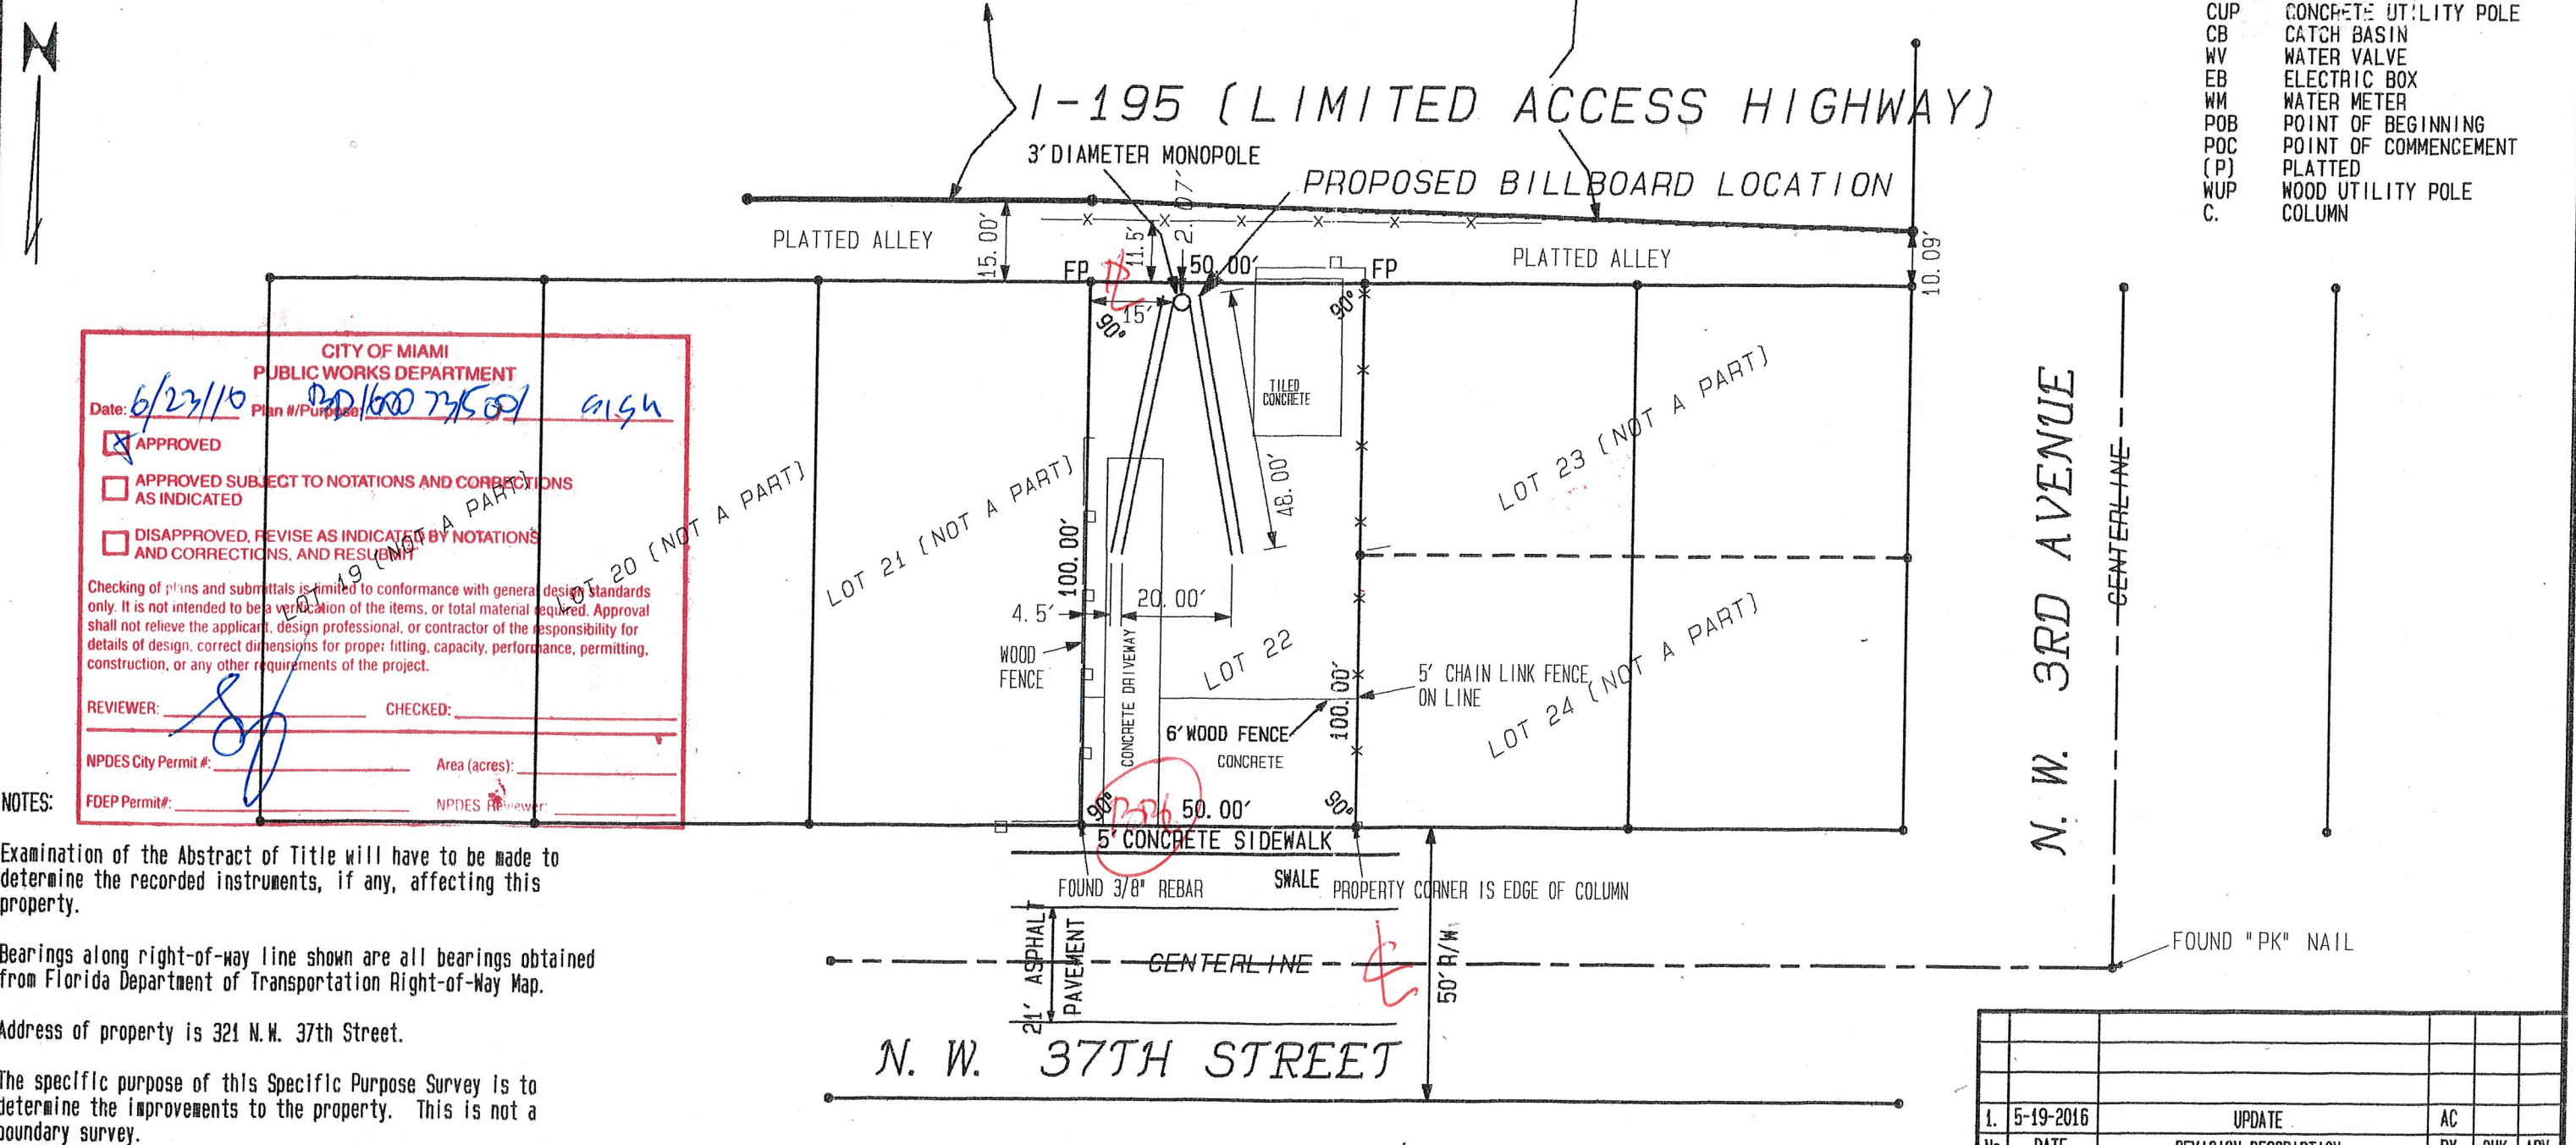 N
CUP CONCRETE UTILITY POLE
CB CATCH BASIN
WV WATER VALVE
EB ELECTRIC BOX
WM WATER METER
POB POINT OF BEGINNING
POC POINT OF COMMENCEMENT
(P) PLATTED
WUP WOOD UTILITY POLE
C. COLUMN
I-195 (LIMITED ACCESS HIGHWAY)
3' DIAMETER MONOPOLE
PROPOSED BILLBOARD LOCATION
PLATTED ALLEY
15.00'
11.5'
2.07'
PLATTED ALLEY
10.09'
FP
50.00'
FP
15'
90°
90°
TILED
CONCRETE
48.00'
CITY OF MIAMI
PUBLIC WORKS DEPARTMENT
Date: 6/23/16 Plan #/Purpose: sign
APPROVED
APPROVED SUBJECT TO NOTATIONS AND CORRECTIONS
AS INDICATED
DISAPPROVED, REVISE AS INDICATED BY NOTATIONS
AND CORRECTIONS, AND RESUBMIT
Checking of plans and submittals is limited to conformance with general design standards
only. It is not intended to be a verification of the items, or total material required. Approval
shall not relieve the applicant, design professional, or contractor of the responsibility for
details of design, correct dimensions for proper fitting, capacity, performance, permitting,
construction, or any other requirements of the project.
REVIEWER: CHECKED:
NPDES City Permit #: Area (acres):
FDEP Permit#: NPDES Reviewer:
LOT 19 (NOT A PART)
LOT 20 (NOT A PART)
LOT 21 (NOT A PART)
LOT 22
LOT 23 (NOT A PART)
LOT 24 (NOT A PART)
100.00'
4.5'
20.00'
WOOD
FENCE
CONCRETE DRIVEWAY
100.00'
5' CHAIN LINK FENCE
ON LINE
6' WOOD FENCE
CONCRETE
90°
50.00'
90°
5' CONCRETE SIDEWALK
FOUND 3/8" REBAR
SWALE
PROPERTY CORNER IS EDGE OF COLUMN
21' ASPHALT
PAVEMENT
CENTERLINE
50' R/W
N. W. 37TH STREET
N. W. 3RD AVENUE
CENTERLINE
FOUND "PK" NAIL
NOTES:
Examination of the Abstract of Title will have to be made to
determine the recorded instruments, if any, affecting this
property.
Bearings along right-of-way line shown are all bearings obtained
from Florida Department of Transportation Right-of-Way Map.
Address of property is 321 N.W. 37th Street.
The specific purpose of this Specific Purpose Survey is to
determine the improvements to the property. This is not a
boundary survey.
1. 5-19-2016 UPDATE AC
No. DATE REVISION DESCRIPTION BY CHK APV